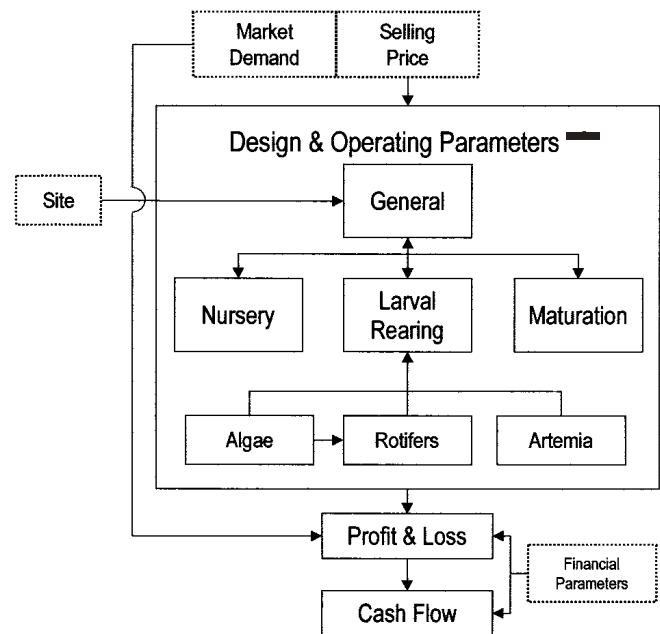 Market
Demand
Selling
Price
Design & Operating Parameters
Site
General
Nursery
Larval
Rearing
Maturation
Algae
Rotifers
Artemia
Profit & Loss
Financial
Parameters
Cash Flow